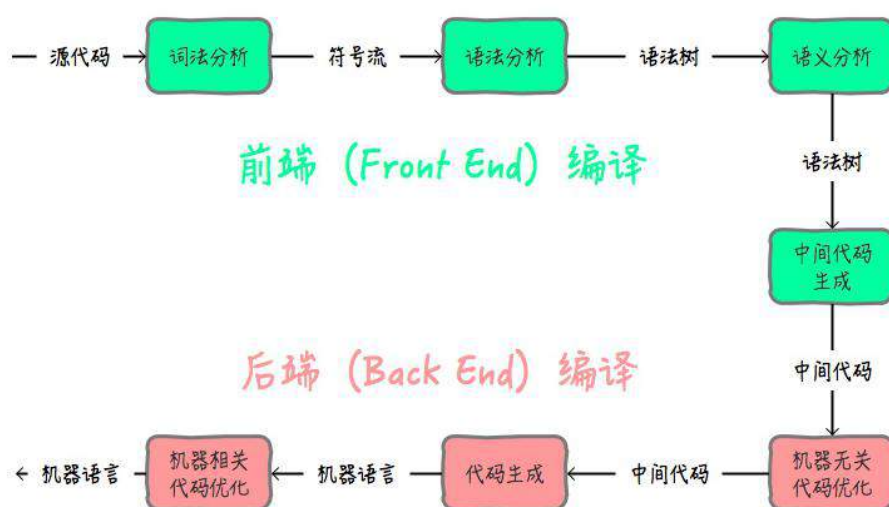 源代码
词法分析
符号流
语法分析
语法树
语义分析
前端 (Front End) 编译
语法树
中间代码
生成
后端 (Back End) 编译
中间代码
机器语言
机器相关
代码优化
机器语言
代码生成
中间代码
机器无关
代码优化